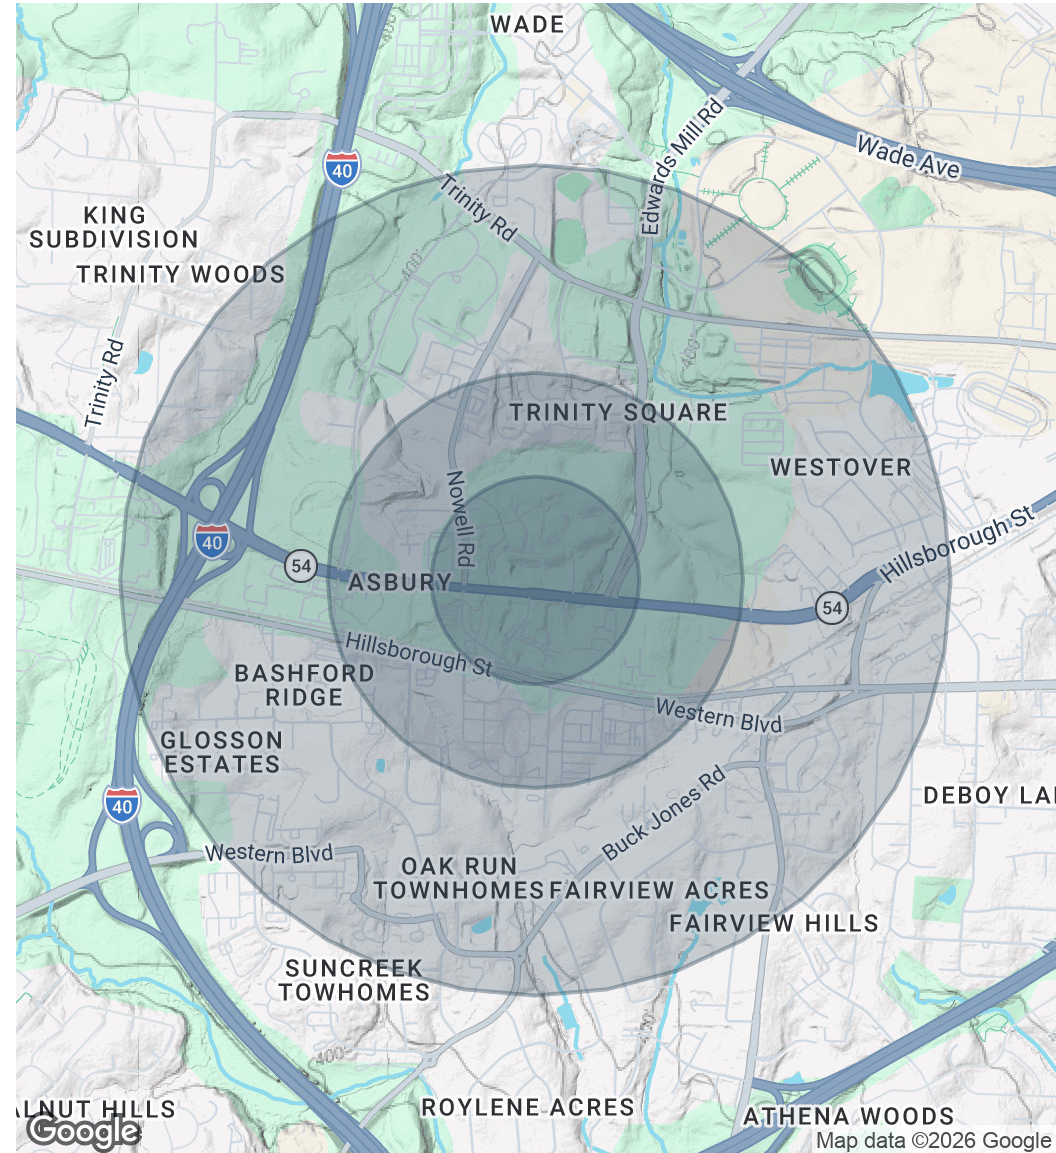 WADE
Edwards Mill Rd
Wade Ave
40
Trinity Rd
KING
SUBDIVISION
TRINITY WOODS
400'
Trinity Rd
400'
TRINITY SQUARE
WESTOVER
Nowell Rd
Hillsborough St
40
54
ASBURY
54
Hillsborough St
BASHFORD
RIDGE
Western Blvd
GLOSSON
ESTATES
40
Buck Jones Rd
DEBOY LA
Western Blvd
OAK RUN
TOWNHOMES
FAIRVIEW ACRES
FAIRVIEW HILLS
SUNCREEK
TOWHOMES
400'
ALNUT HILLS
ROYLENE ACRES
ATHENA WOODS
Google
Map data ©2026 Google